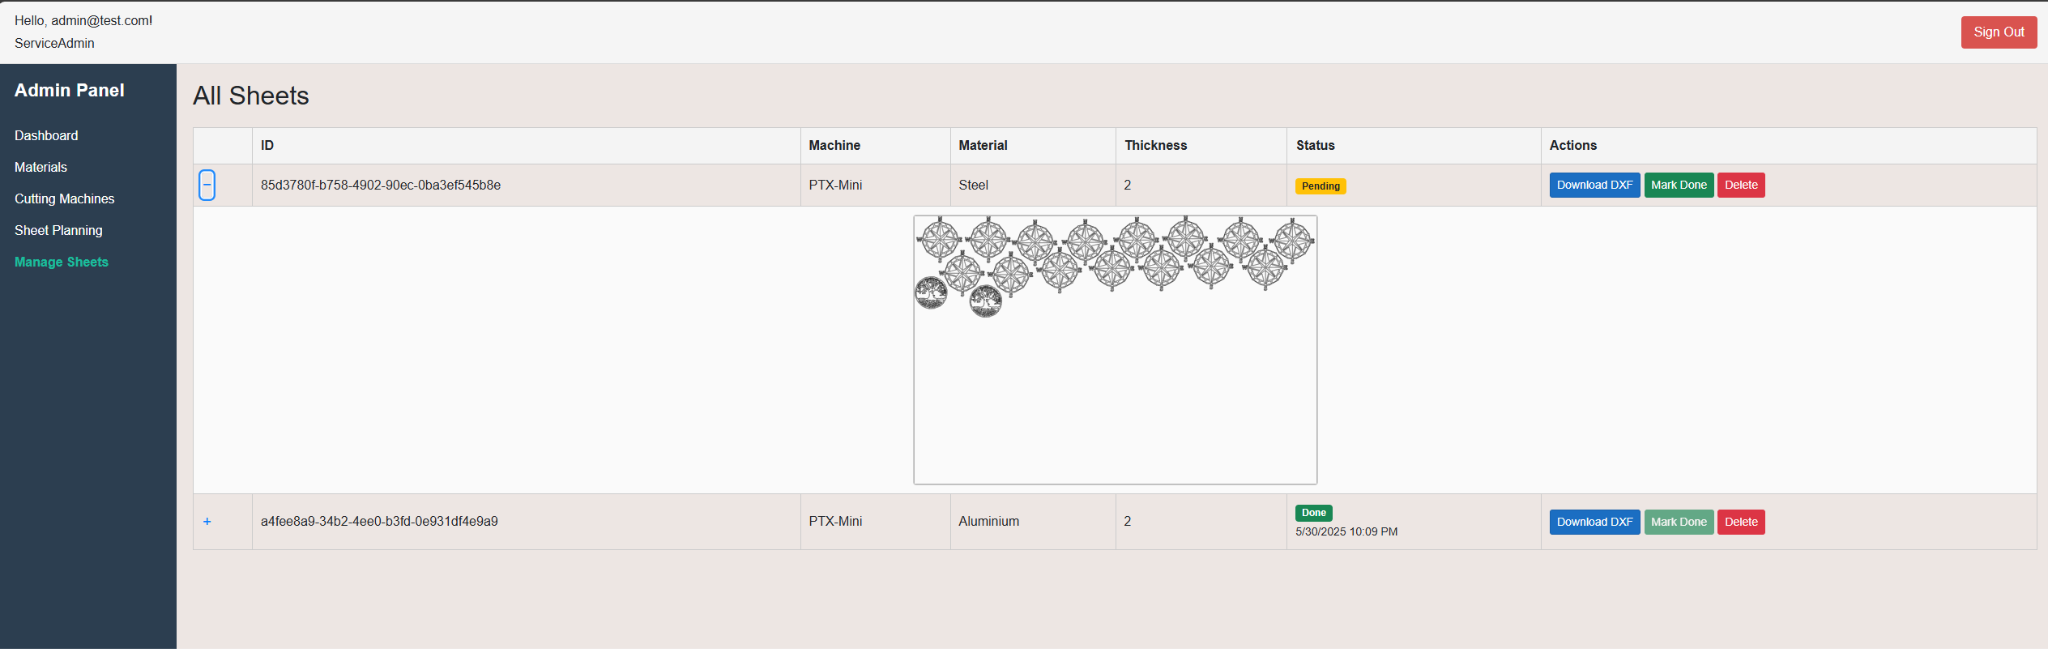 Hello, admin@test.com!
ServiceAdmin
Sign Out
Admin Panel
Dashboard
Materials
Cutting Machines
Sheet Planning
Manage Sheets
All Sheets
ID Machine Material Thickness Status Actions
85d3780f-b758-4902-90ec-0ba3ef545b8e PTX-Mini Steel 2 Pending Download DXF Mark Done Delete
+ a4fee8a9-34b2-4ee0-b3fd-0e931df4e9a9 PTX-Mini Aluminium 2 Done Download DXF Mark Done Delete
5/30/2025 10:09 PM